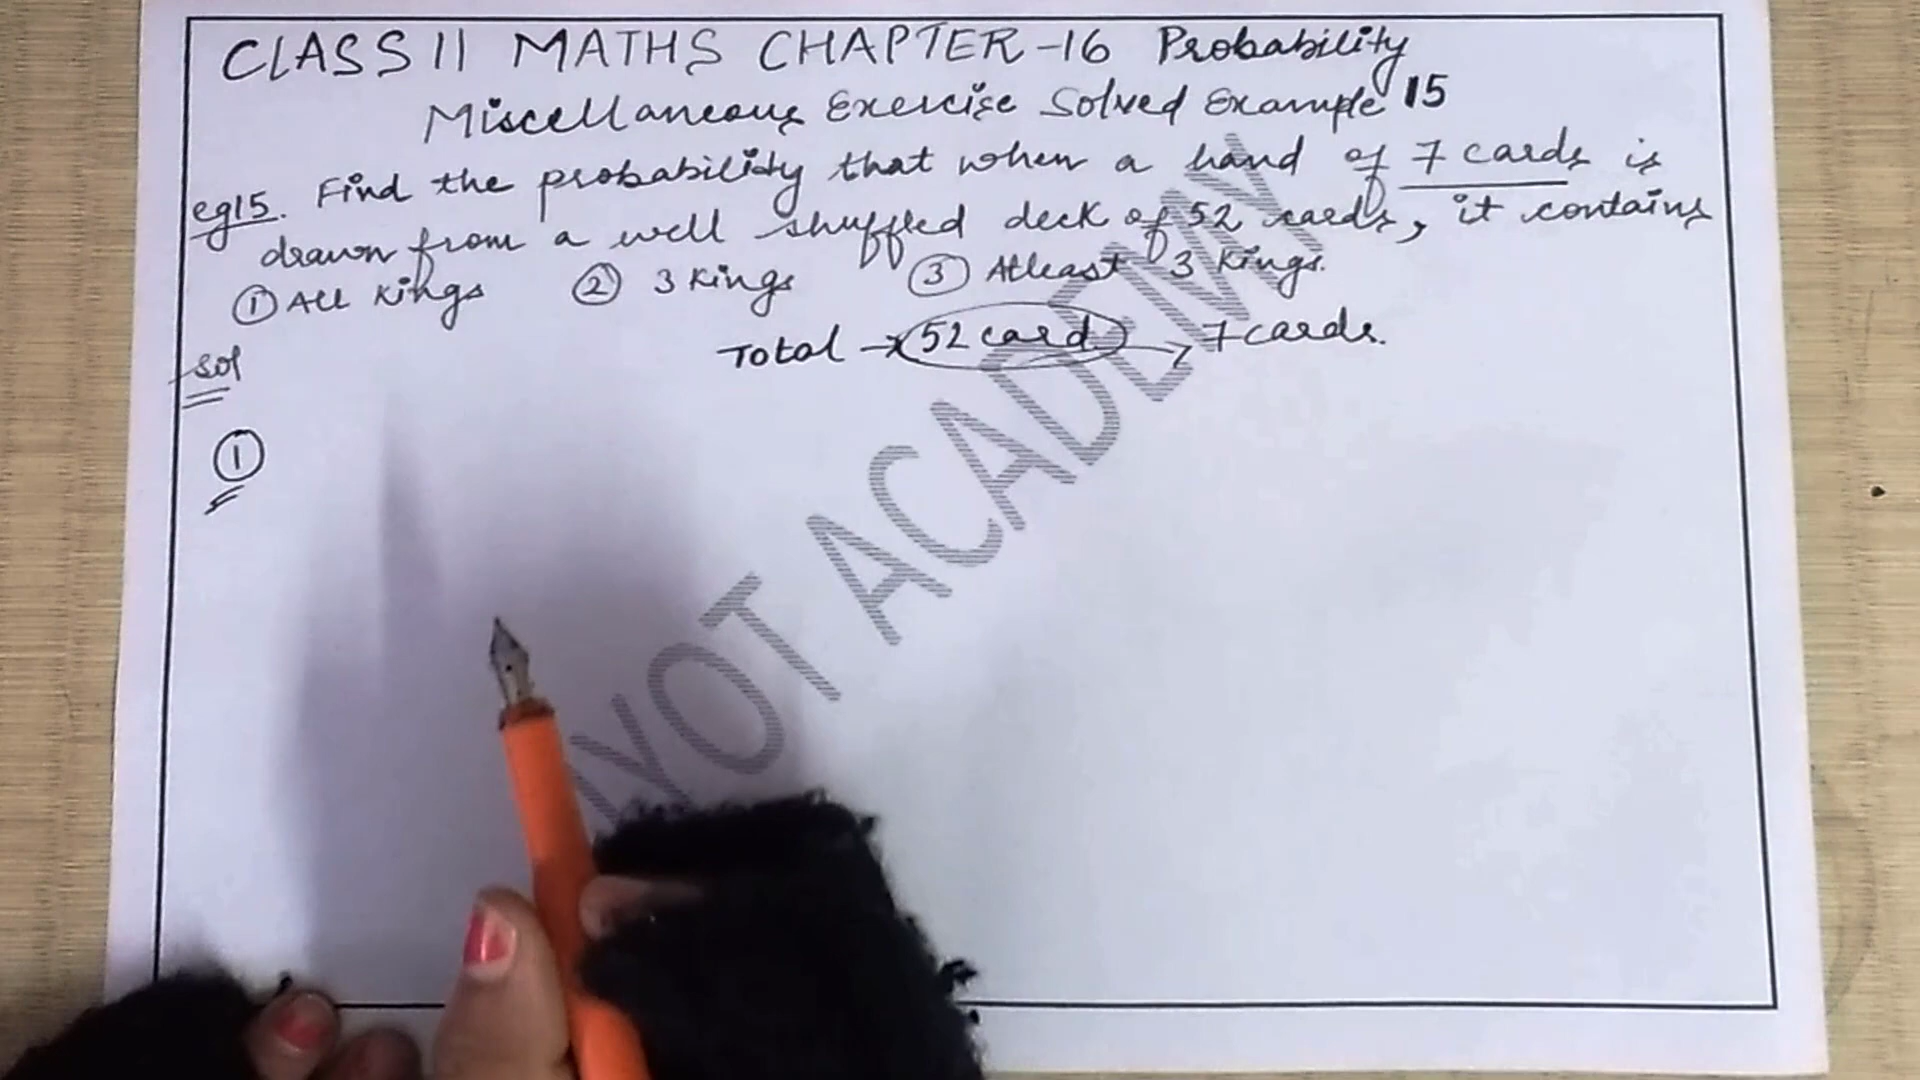 CLASS 11 MATHS CHAPTER-16 Probability
Miscellaneous Exercise Solved Example 15
eg15. Find the probability that when a hand of 7 cards is
drawn from a well shuffled deck of 52 cards, it contains
① All Kings ② 3 Kings ③ Atleast 3 Kings.
Total → 52 card → 7 cards.
Sol
①
YOT ACADEMY